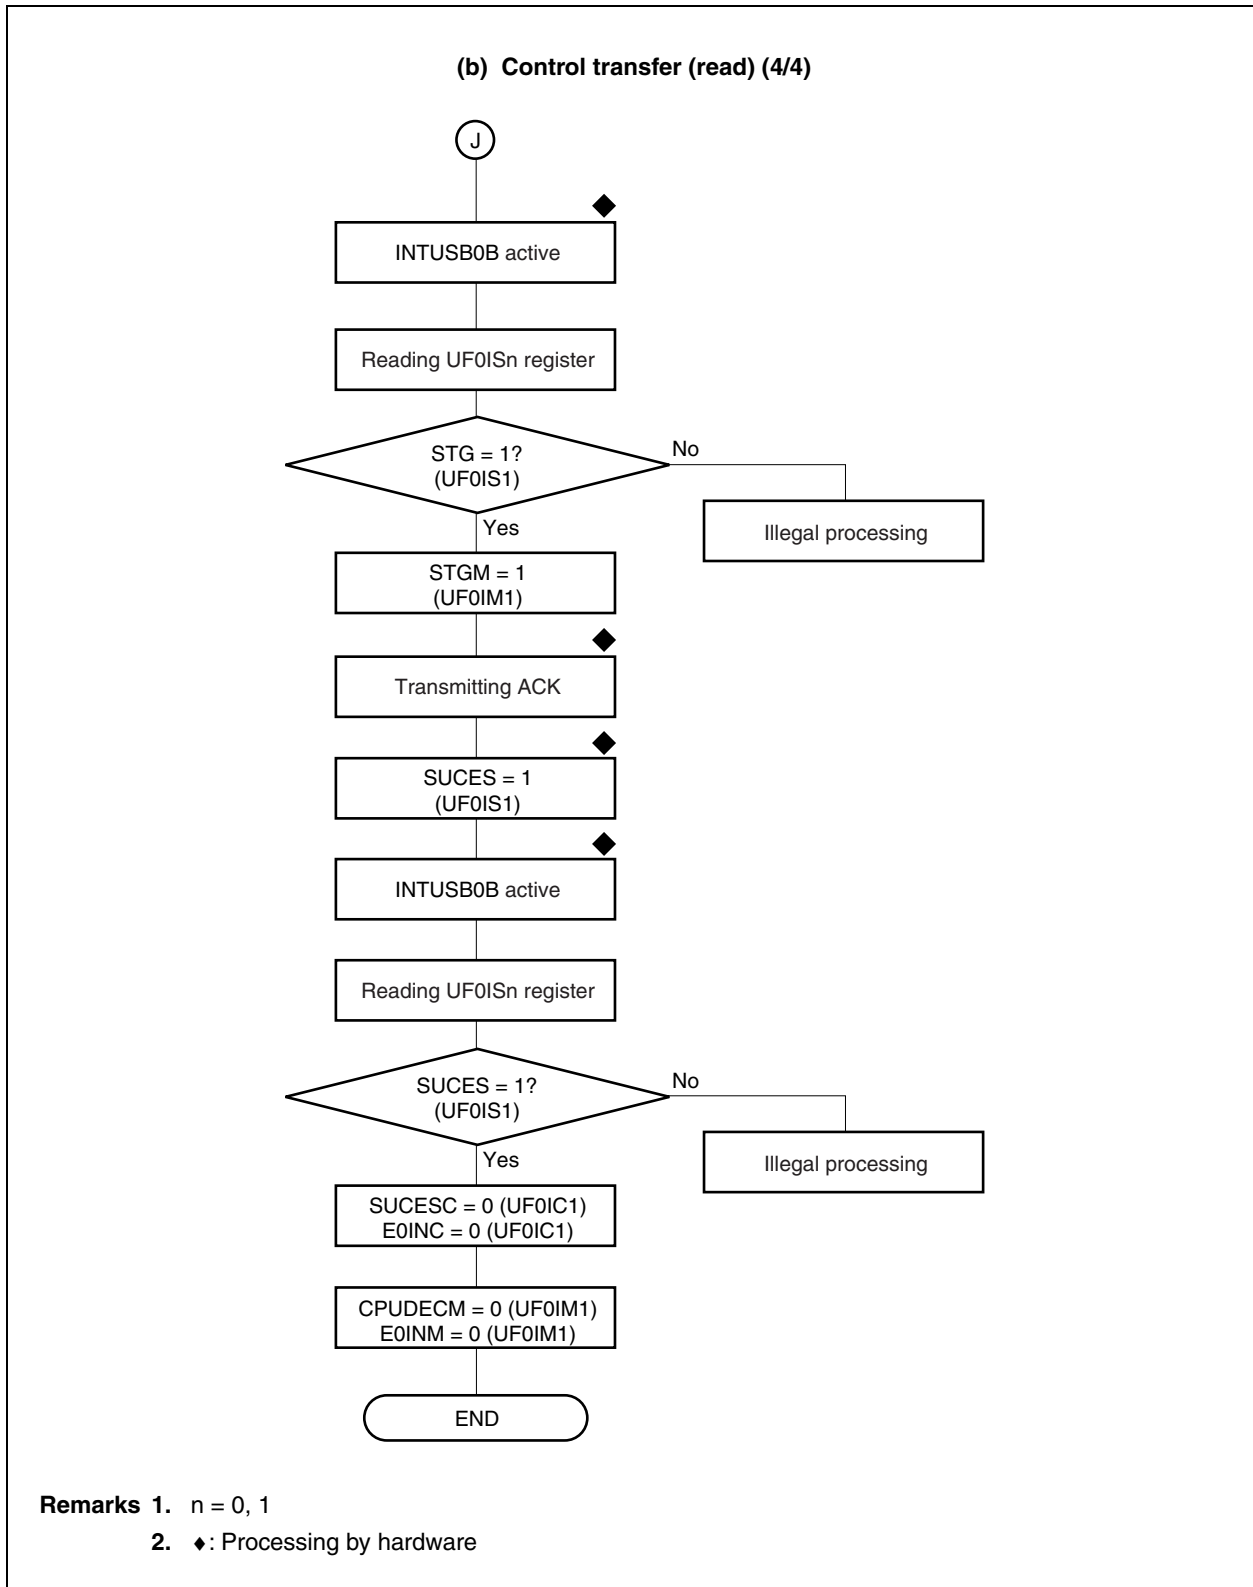 (b) Control transfer (read) (4/4)
J
INTUSB0B active
Reading UF0ISn register
STG = 1?
(UF0IS1)
No
Illegal processing
Yes
STGM = 1
(UF0IM1)
Transmitting ACK
SUCES = 1
(UF0IS1)
INTUSB0B active
Reading UF0ISn register
SUCES = 1?
(UF0IS1)
No
Illegal processing
Yes
SUCESC = 0 (UF0IC1)
E0INC = 0 (UF0IC1)
CPUDECM = 0 (UF0IM1)
E0INM = 0 (UF0IM1)
END
Remarks 1. n = 0, 1
2. ♦: Processing by hardware